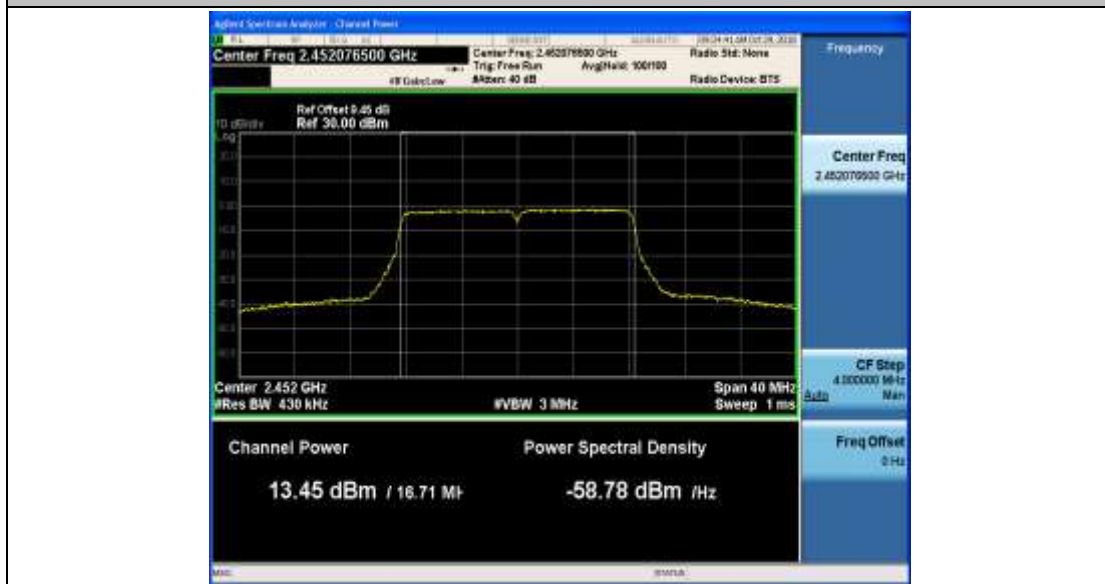 Agilent Spectrum Analyzer - Channel Power
Center Freq 2.452076500 GHz
Center Freq: 2.452076500 GHz
Radio Std: None
Trig: Free Run
Avg|Hold: 100/100
#IFGain:Low
#Atten: 40 dB
Radio Device: BTS
Frequency
Ref Offset 9.45 dB
10 dB/div
Ref 30.00 dBm
Log
Center Freq
2.452076500 GHz
Center 2.452 GHz
Span 40 MHz
#Res BW 430 kHz
#VBW 3 MHz
Sweep 1 ms
CF Step
4.000000 MHz
Auto
Man
Channel Power
Power Spectral Density
Freq Offset
0 Hz
13.45 dBm / 16.71 MH
-58.78 dBm /Hz
MSG
STATUS